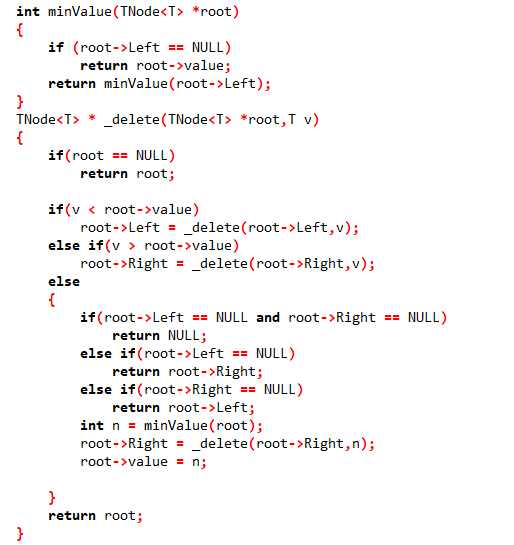 int minValue(TNode<T> *root)
{
    if (root->Left == NULL)
        return root->value;
    return minValue(root->Left);
}
TNode<T> * _delete(TNode<T> *root,T v)
{
    if(root == NULL)
        return root;

    if(v < root->value)
        root->Left = _delete(root->Left,v);
    else if(v > root->value)
        root->Right = _delete(root->Right,v);
    else
    {
        if(root->Left == NULL and root->Right == NULL)
            return NULL;
        else if(root->Left == NULL)
            return root->Right;
        else if(root->Right == NULL)
            return root->Left;
        int n = minValue(root);
        root->Right = _delete(root->Right,n);
        root->value = n;

    }
    return root;
}